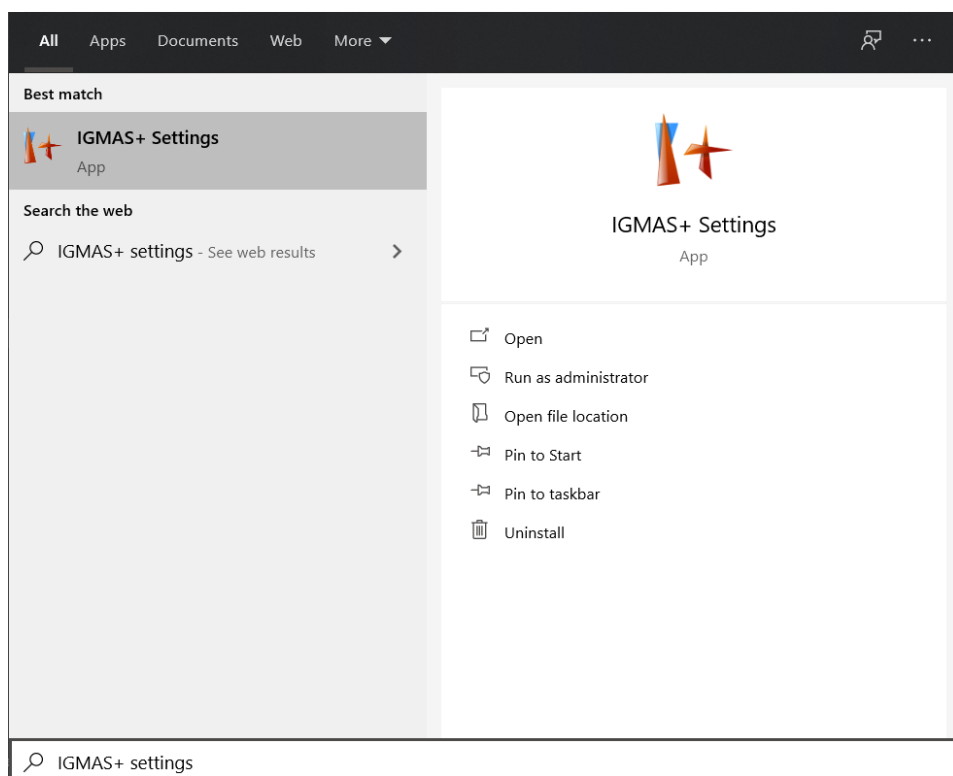 All Apps Documents Web More
Best match
IGMAS+ Settings
App
Search the web
IGMAS+ settings - See web results
IGMAS+ Settings
App
Open
Run as administrator
Open file location
Pin to Start
Pin to taskbar
Uninstall
IGMAS+ settings